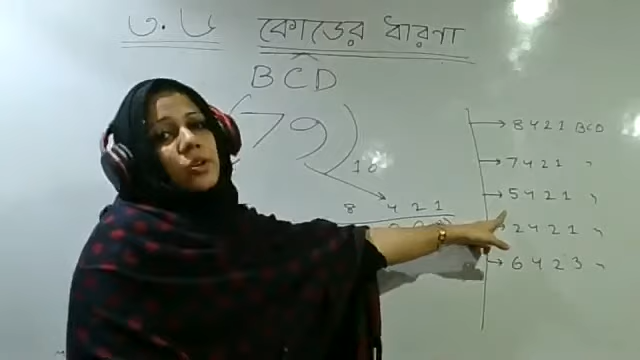 ৩.৬ কোডের ধারণা
BCD
(79)10
8 4 2 1
→ 8421 BCD
→ 7421 "
→ 5421 "
→ 2421 "
→ 6423 "